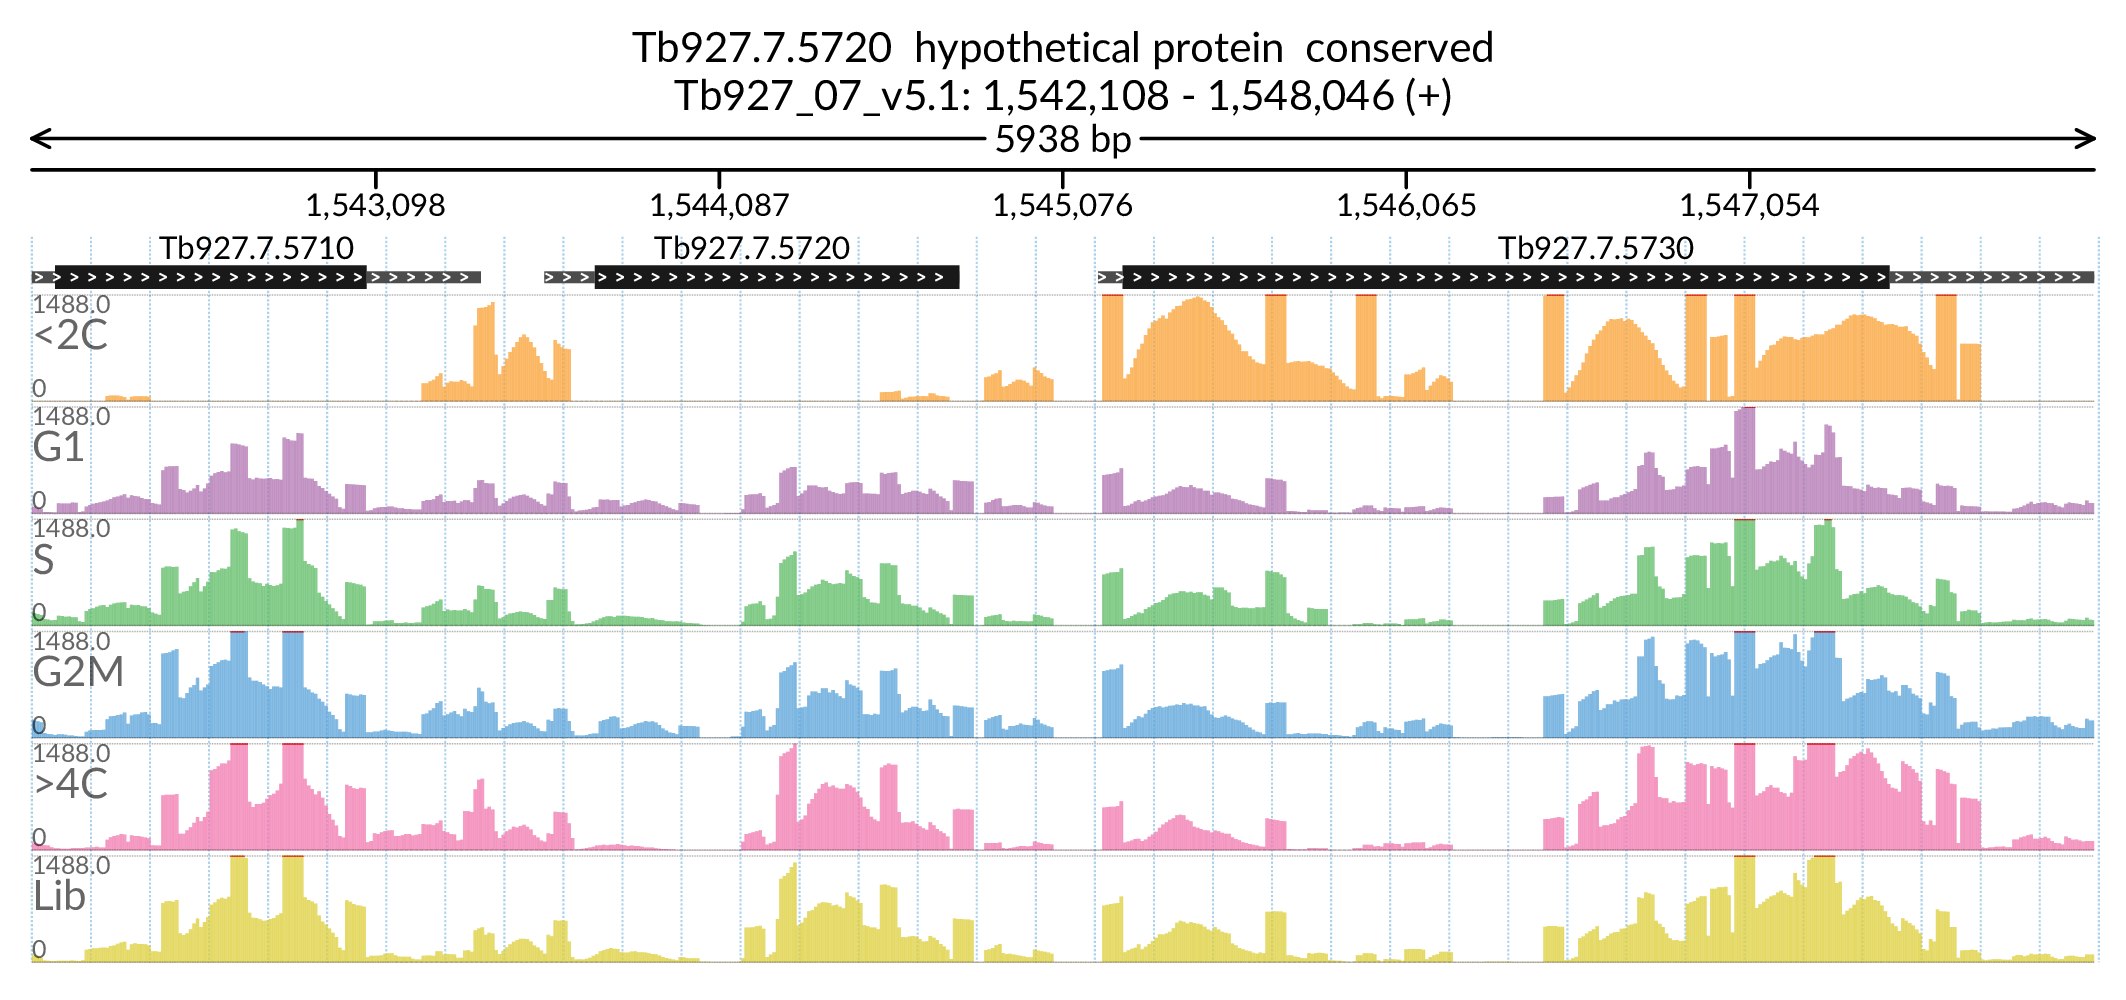 Tb927.7.5720  hypothetical protein  conserved
Tb927_07_v5.1: 1,542,108 - 1,548,046 (+)
5938 bp
1,543,098 1,544,087 1,545,076 1,546,065 1,547,054
Tb927.7.5710 Tb927.7.5720 Tb927.7.5730
1488.0
<2C
0
1488.0
G1
0
1488.0
S
0
1488.0
G2M
0
1488.0
>4C
0
1488.0
Lib
0